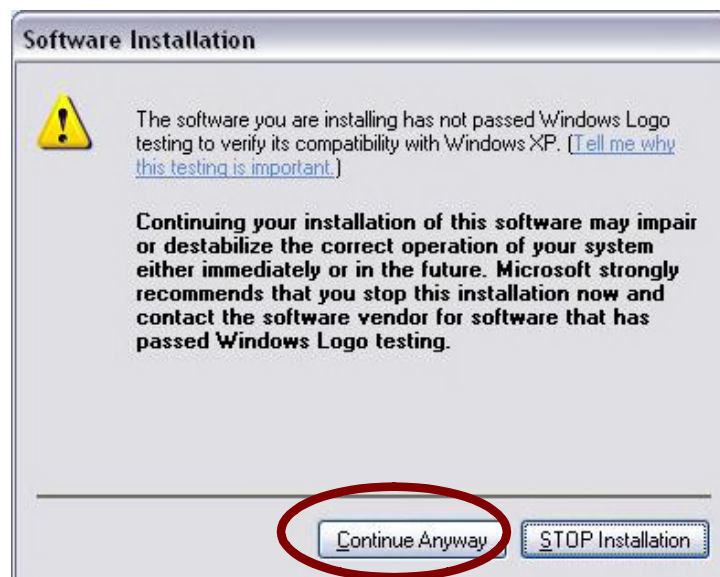 Software Installation
The software you are installing has not passed Windows Logo
testing to verify its compatibility with Windows XP. (Tell me why
this testing is important.)
Continuing your installation of this software may impair
or destabilize the correct operation of your system
either immediately or in the future. Microsoft strongly
recommends that you stop this installation now and
contact the software vendor for software that has
passed Windows Logo testing.
Continue Anyway STOP Installation